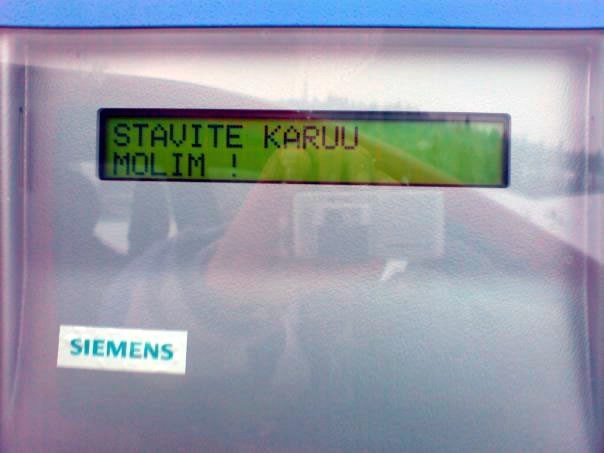 STAVITE KARUU
MOLIM !
SIEMENS